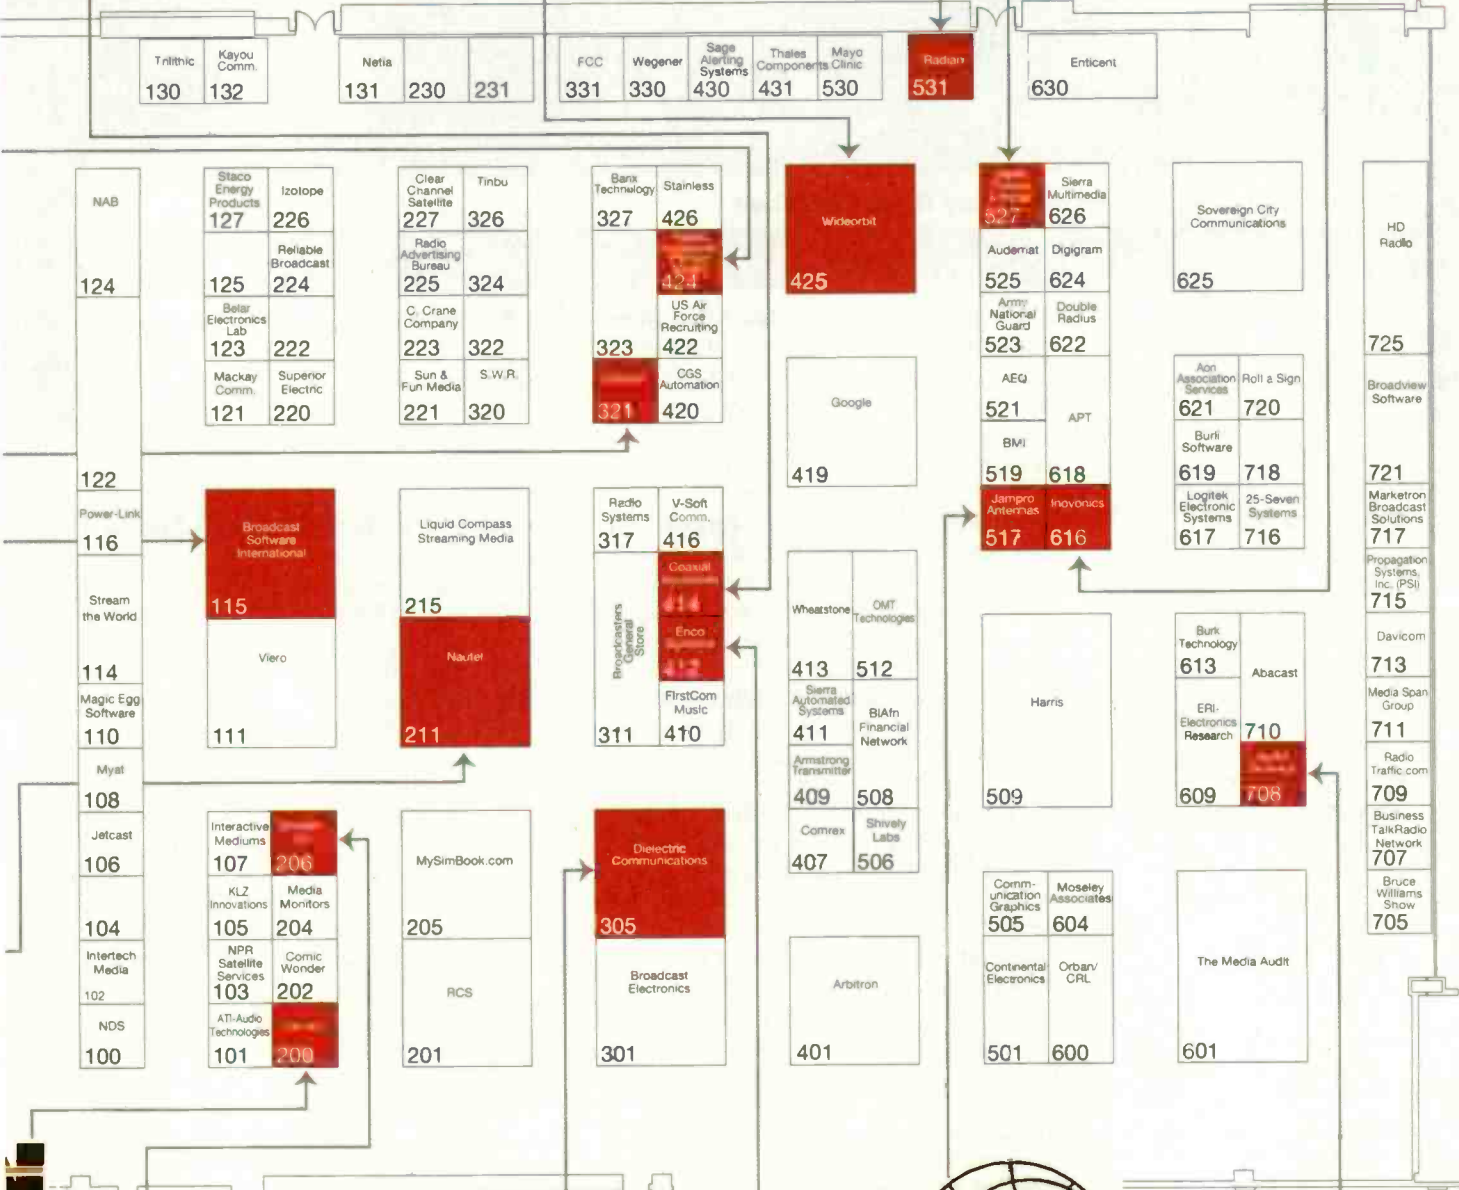 Trilithic
130
Kayou
Comm.
132
Netia
131
230
231
FCC
331
Wegener
330
Sage
Alerting
Systems
430
Thales
Components
431
Mayo
Clinic
530
Radian
531
Enticent
630
NAB
124
122
Power-Link
116
Stream
the World
114
Magic Egg
Software
110
Myat
108
Jetcast
106
104
Intertech
Media
102
NDS
100
Staco
Energy
Products
127
Izotope
226
125
Reliable
Broadcast
224
Belar
Electronics
Lab
123
222
Mackay
Comm.
121
Superior
Electric
220
Clear
Channel
Satellite
227
Tinbu
326
Radio
Advertising
Bureau
225
324
C. Crane
Company
223
322
Sun &
Fun Media
221
S.W.R.
320
Banx
Technology
327
Stainless
426
424
323
US Air
Force
Recruiting
422
321
CGS
Automation
420
Wideorbit
425
Google
419
527
Sierra
Multimedia
626
Audemat
525
Digigram
624
Army
National
Guard
523
Double
Radius
622
AEQ
521
APT
618
BMI
519
Jampro
Antennas
517
Inovonics
616
Sovereign City
Communications
625
Aon
Association
Services
621
Roll a Sign
720
Burli
Software
619
718
Logitek
Electronic
Systems
617
25-Seven
Systems
716
HD
Radio
725
Broadview
Software
721
Marketron
Broadcast
Solutions
717
Propagation
Systems,
Inc. (PSI)
715
Davicom
713
Media Span
Group
711
Radio
Traffic.com
709
Business
TalkRadio
Network
707
Bruce
Williams
Show
705
Broadcast
Software
International
115
Viero
111
Liquid Compass
Streaming Media
215
Nautel
211
Radio
Systems
317
V-Soft
Comm.
416
Coaxial
414
Enco
412
Broadcasters
General
Store
311
FirstCom
Music
410
Wheatstone
413
OMT
Technologies
512
Sierra
Automated
Systems
411
BIAfn
Financial
Network
508
Armstrong
Transmitter
409
Comrex
407
Shively
Labs
506
Harris
509
Burk
Technology
613
Abacast
710
ERI-
Electronics
Research
609
708
Interactive
Mediums
107
206
KLZ
Innovations
105
Media
Monitors
204
NPR
Satellite
Services
103
Comic
Wonder
202
ATI-Audio
Technologies
101
200
MySimBook.com
205
RCS
201
Dielectric
Communications
305
Broadcast
Electronics
301
Arbitron
401
Comm-
unication
Graphics
505
Moseley
Associates
604
Continental
Electronics
501
Orban/
CRL
600
The Media Audit
601